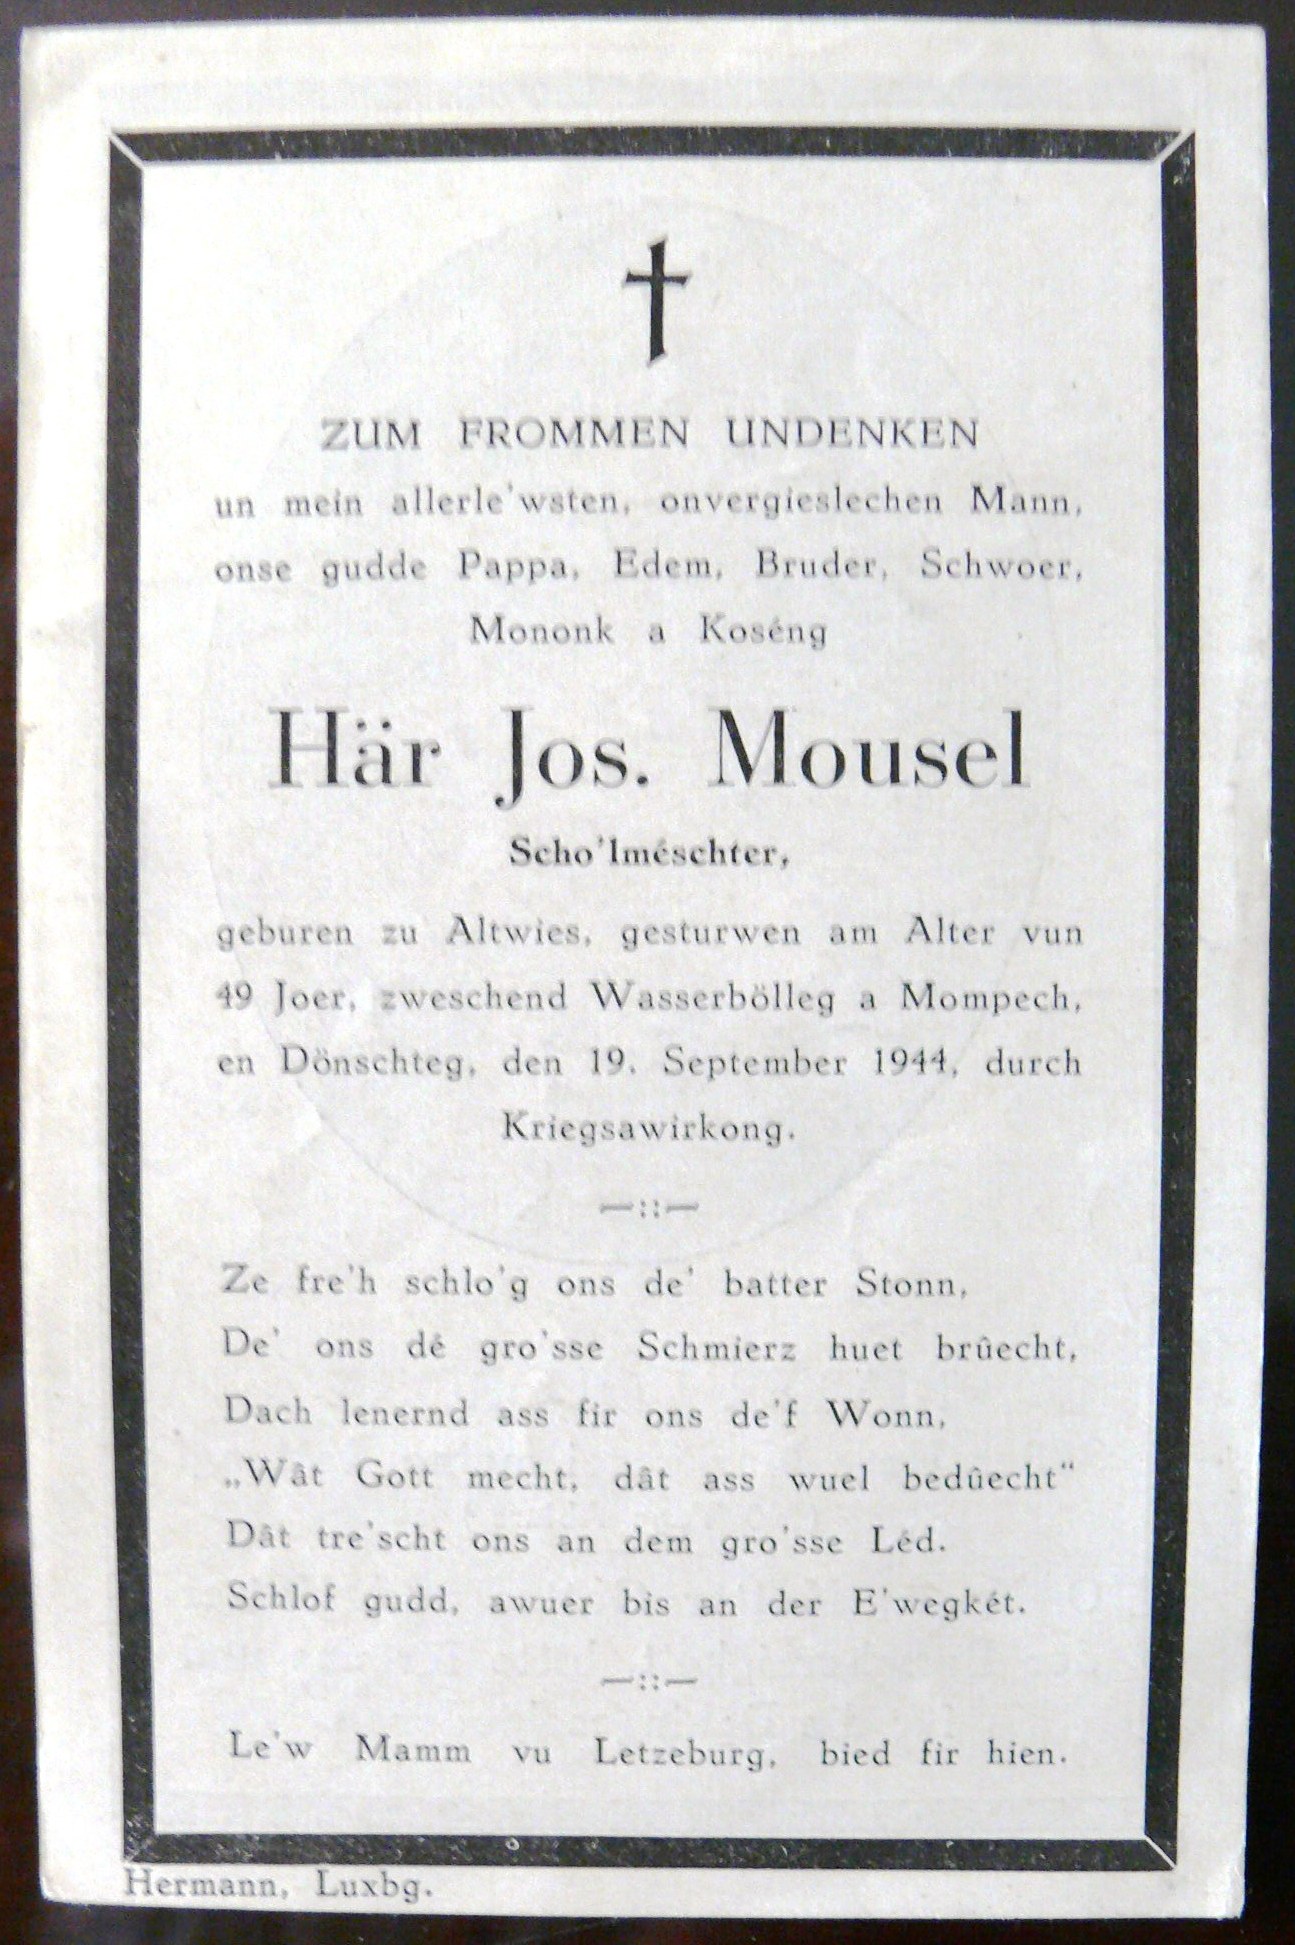 ZUM FROMMEN UNDENKEN
un mein allerle'wsten, onvergieslechen Mann,
onse gudde Pappa, Edem, Bruder, Schwoer,
Mononk a Koséng
Här Jos. Mousel
Scho'lméschter,
geburen zu Altwies, gesturwen am Alter vun
49 Joer, zweschend Wasserbölleg a Mompech,
en Dönschteg, den 19. September 1944, durch
Kriegsawirkong.
—::—
Ze fre'h schlo'g ons de' batter Stonn,
De' ons dé gro'sse Schmierz huet brûecht,
Dach lenernd ass fir ons de'f Wonn,
„Wât Gott mecht, dât ass wuel bedûecht“
Dât tre'scht ons an dem gro'sse Léd.
Schlof gudd, awuer bis an der E'wegkét.
—::—
Le'w Mamm vu Letzeburg, bied fir hien.
Hermann, Luxbg.